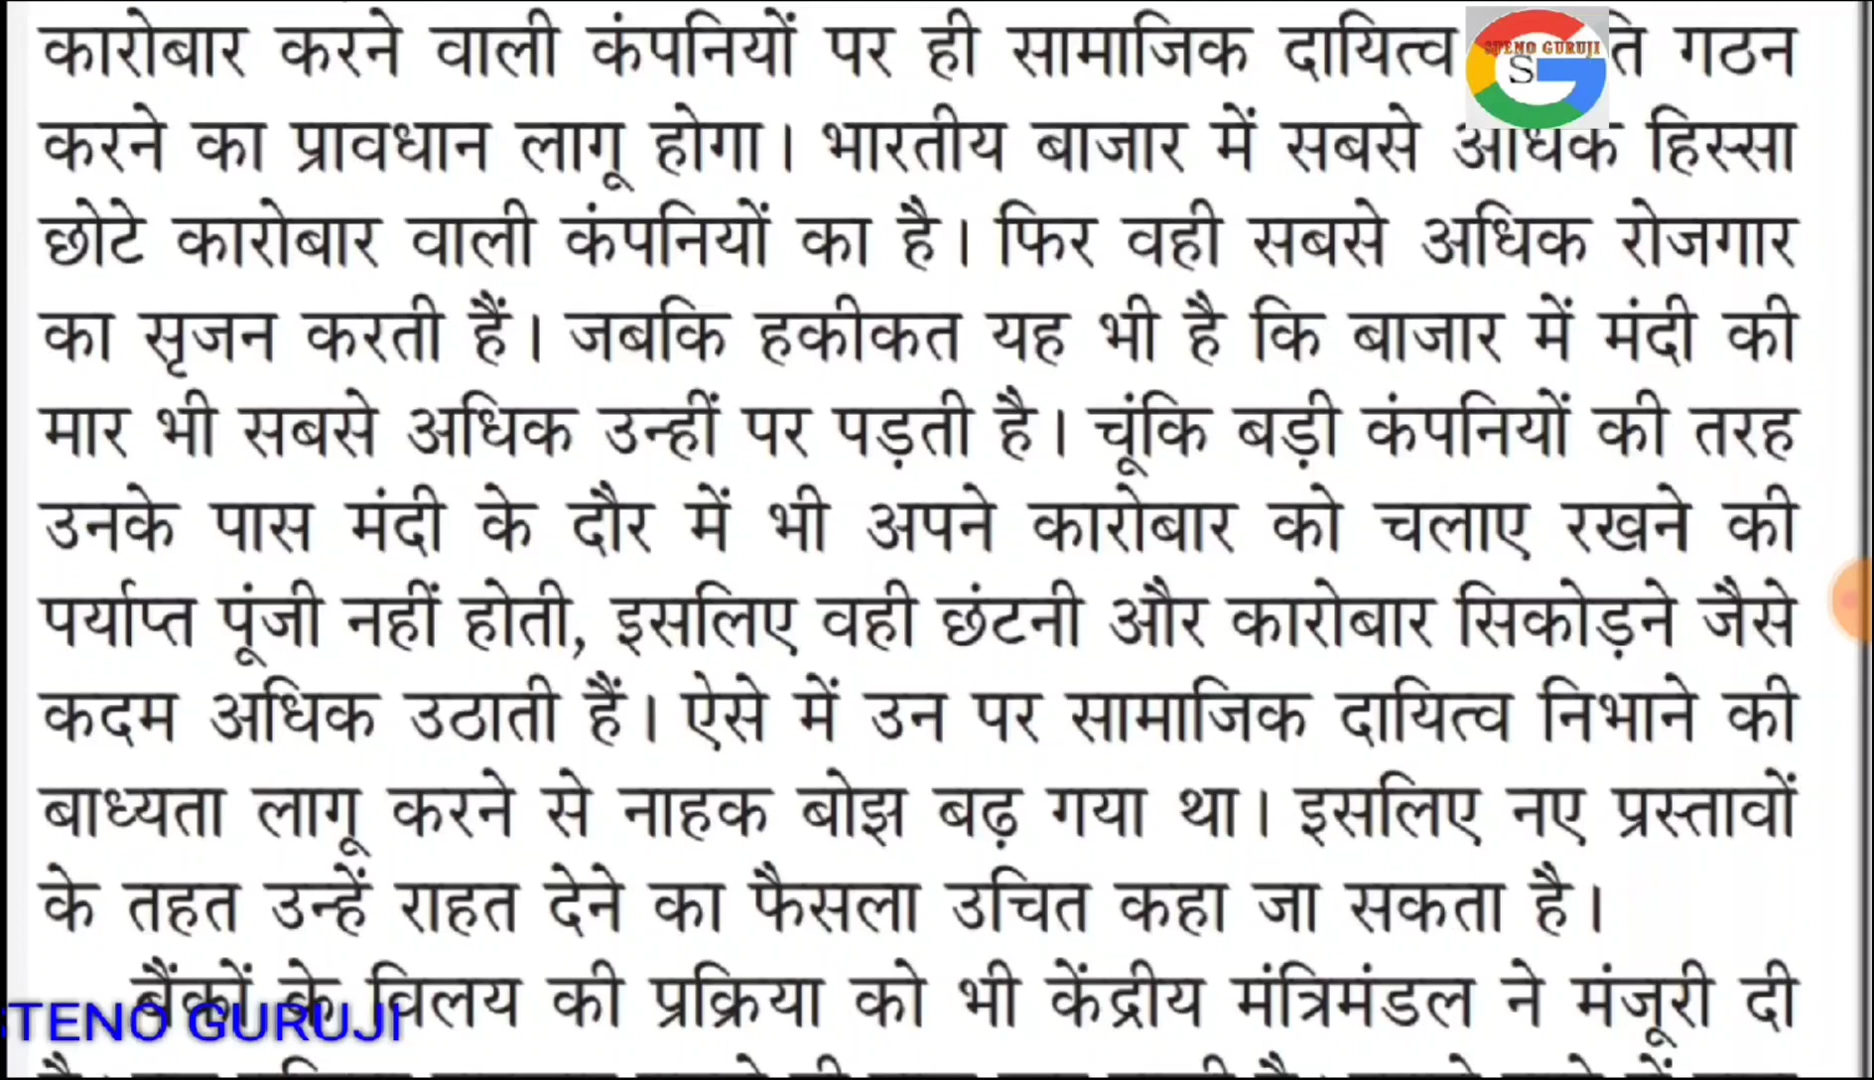 कारोबार करने वाली कंपनियों पर ही सामाजिक दायित्व गठन
STENO GURUJI
करने का प्रावधान लागू होगा। भारतीय बाजार में सबसे अधिक हिस्सा
छोटे कारोबार वाली कंपनियों का है। फिर वही सबसे अधिक रोजगार
का सृजन करती हैं। जबकि हकीकत यह भी है कि बाजार में मंदी की
मार भी सबसे अधिक उन्हीं पर पड़ती है। चूंकि बड़ी कंपनियों की तरह
उनके पास मंदी के दौर में भी अपने कारोबार को चलाए रखने की
पर्याप्त पूंजी नहीं होती, इसलिए वही छंटनी और कारोबार सिकोड़ने जैसे
कदम अधिक उठाती हैं। ऐसे में उन पर सामाजिक दायित्व निभाने की
बाध्यता लागू करने से नाहक बोझ बढ़ गया था। इसलिए नए प्रस्तावों
के तहत उन्हें राहत देने का फैसला उचित कहा जा सकता है।
बैंकों के विलय की प्रक्रिया को भी केंद्रीय मंत्रिमंडल ने मंजूरी दी
STENO GURUJI